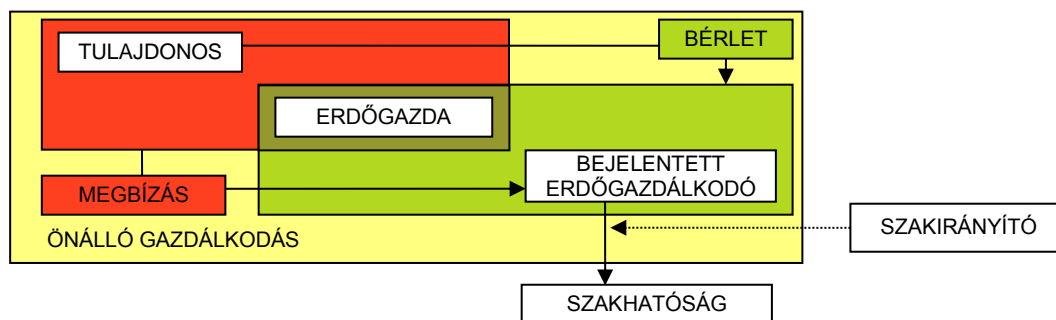 TULAJDONOS
BÉRLET
ERDŐGAZDA
BEJELENTETT
ERDŐGAZDÁLKODÓ
MEGBÍZÁS
ÖNÁLLÓ GAZDÁLKODÁS
SZAKIRÁNYÍTÓ
SZAKHATÓSÁG